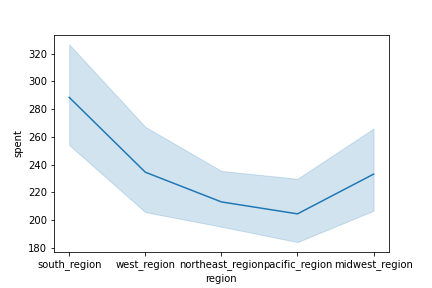 320
300
280
260
240
220
200
180
spent
south_region west_region northeast_region pacific_region midwest_region
region